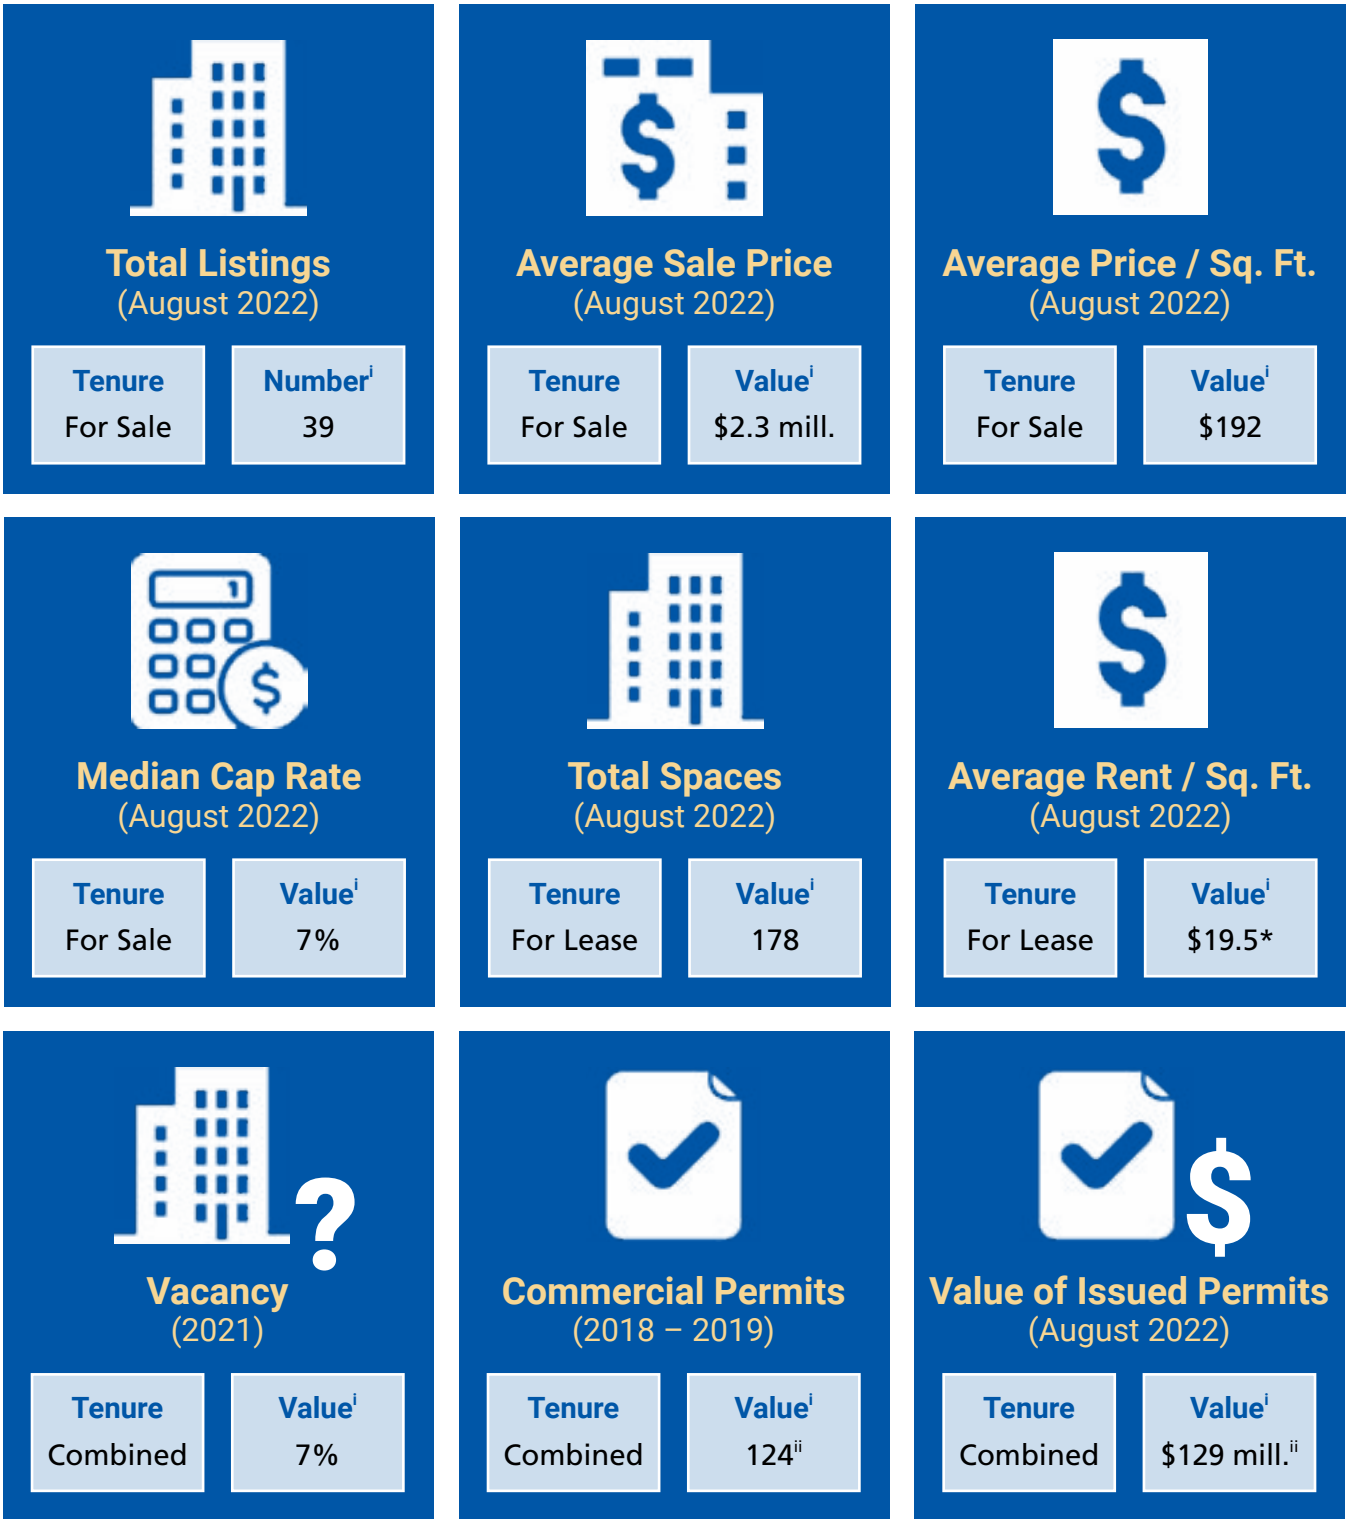 Total Listings
(August 2022)
Tenure
For Sale
Numberⁱ
39
Average Sale Price
(August 2022)
Tenure
For Sale
Valueⁱ
$2.3 mill.
Average Price / Sq. Ft.
(August 2022)
Tenure
For Sale
Valueⁱ
$192
Median Cap Rate
(August 2022)
Tenure
For Sale
Valueⁱ
7%
Total Spaces
(August 2022)
Tenure
For Lease
Valueⁱ
178
Average Rent / Sq. Ft.
(August 2022)
Tenure
For Lease
Valueⁱ
$19.5*
Vacancy
(2021)
Tenure
Combined
Valueⁱ
7%
Commercial Permits
(2018 – 2019)
Tenure
Combined
Valueⁱ
124ⁱⁱ
Value of Issued Permits
(August 2022)
Tenure
Combined
Valueⁱ
$129 mill.ⁱⁱ